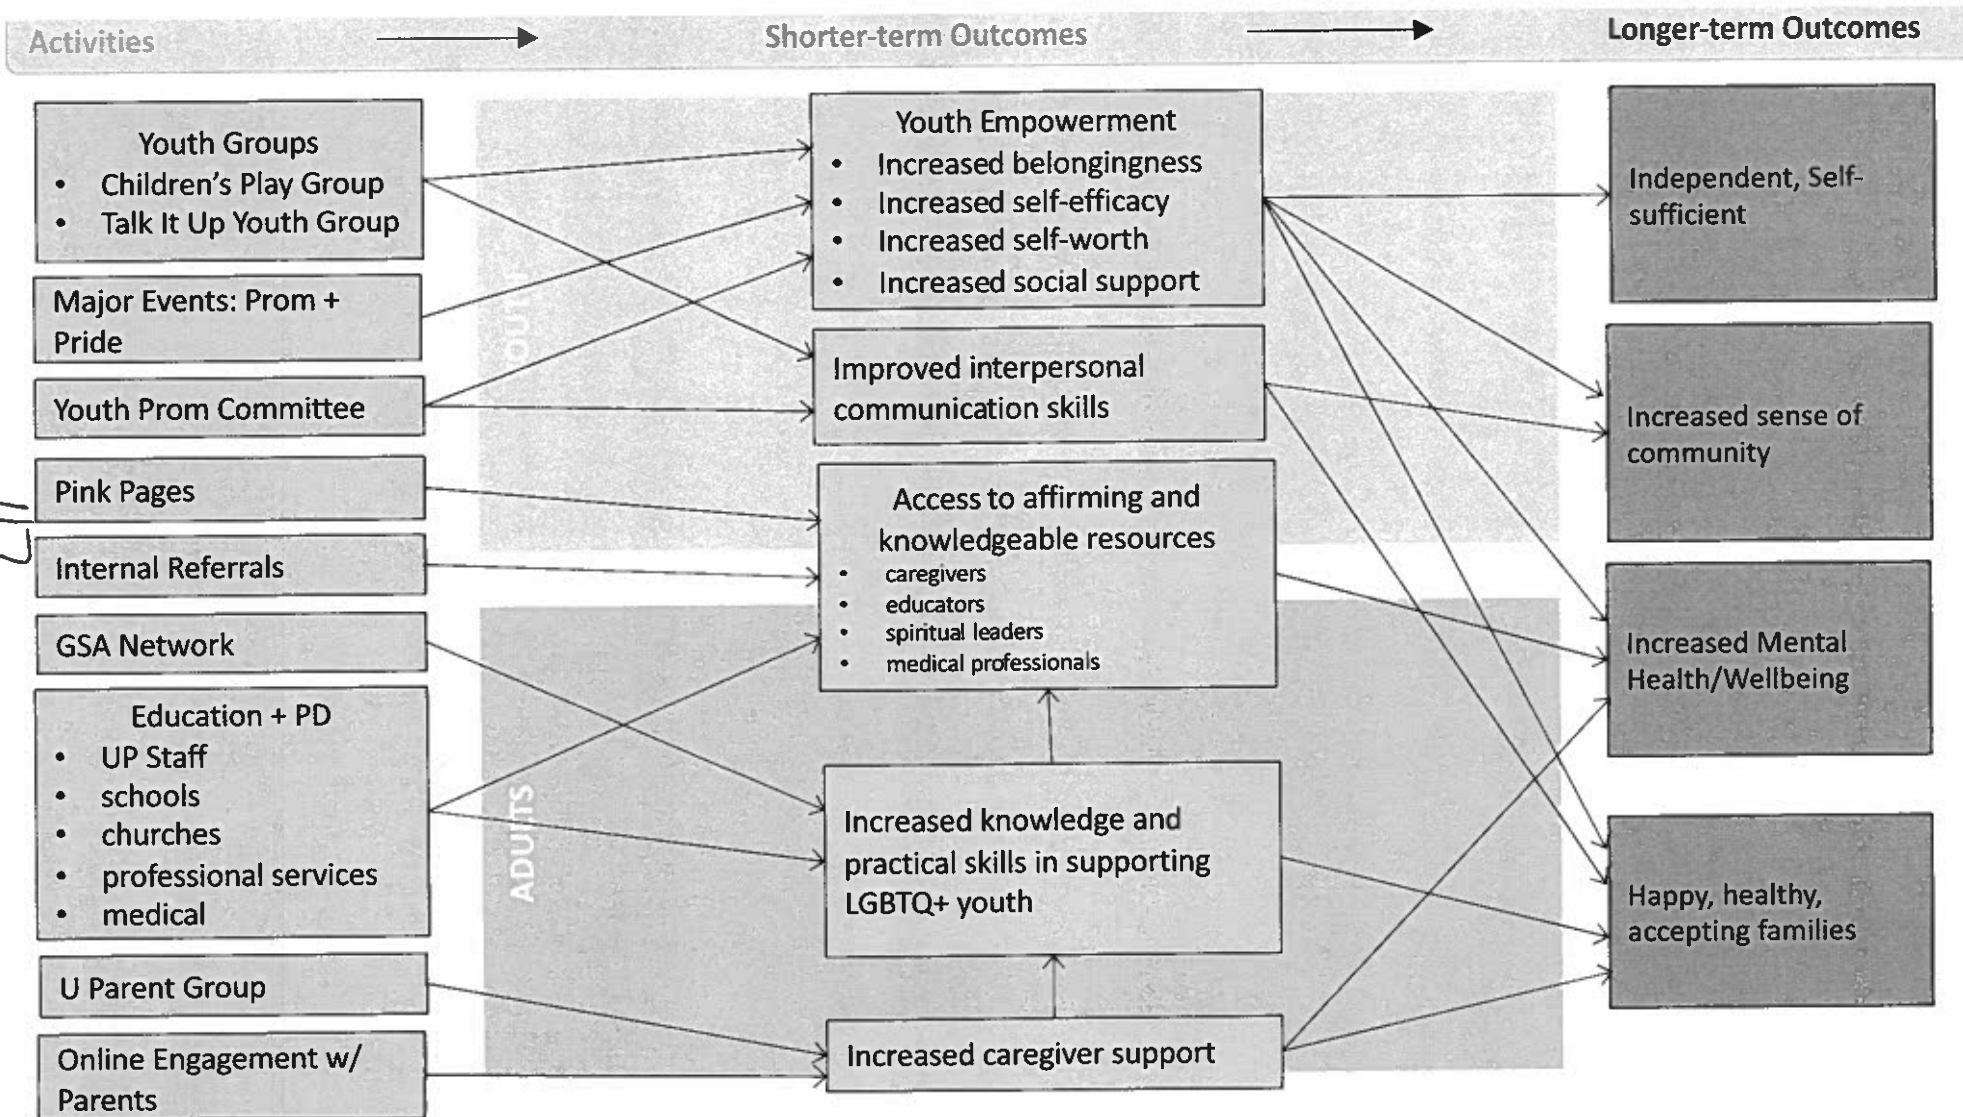 Activities
Shorter-term Outcomes
Longer-term Outcomes
Youth Groups
• Children's Play Group
• Talk It Up Youth Group
Major Events: Prom +
Pride
Youth Prom Committee
Pink Pages
Internal Referrals
GSA Network
Education + PD
• UP Staff
• schools
• churches
• professional services
• medical
U Parent Group
Online Engagement w/
Parents
ADULTS
Youth Empowerment
• Increased belongingness
• Increased self-efficacy
• Increased self-worth
• Increased social support
Improved interpersonal
communication skills
Access to affirming and
knowledgeable resources
• caregivers
• educators
• spiritual leaders
• medical professionals
Increased knowledge and
practical skills in supporting
LGBTQ+ youth
Increased caregiver support
Independent, Self-
sufficient
Increased sense of
community
Increased Mental
Health/Wellbeing
Happy, healthy,
accepting families